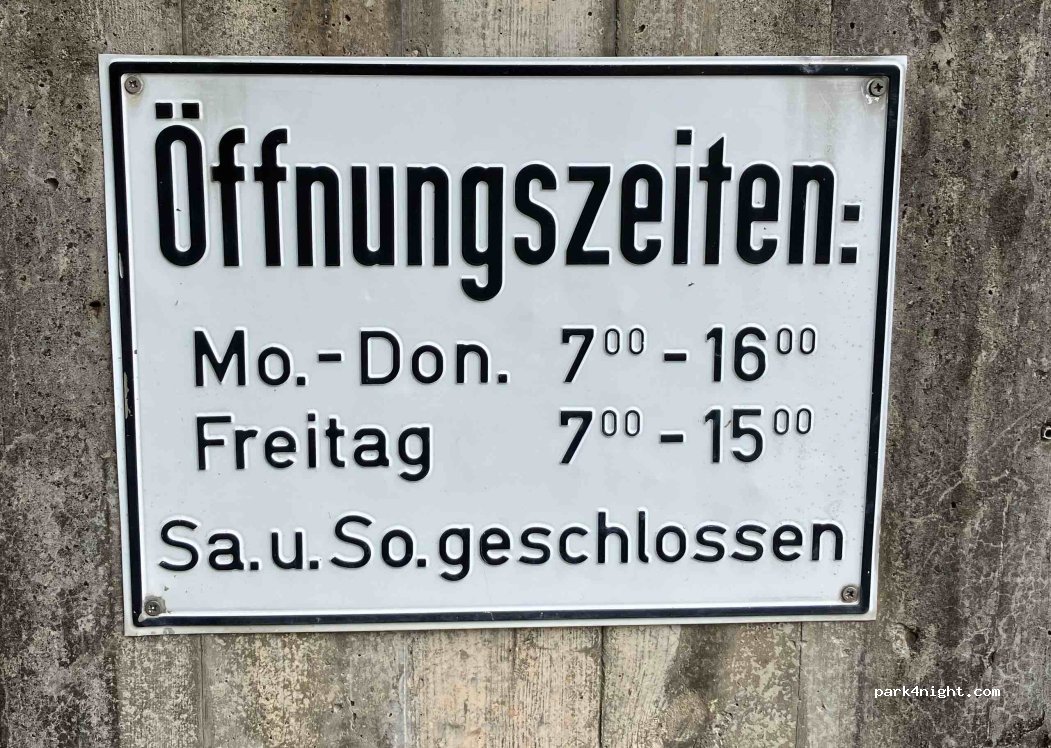 Öffnungszeiten:
Mo.-Don. 7⁰⁰ - 16⁰⁰
Freitag 7⁰⁰ - 15⁰⁰
Sa.u.So.geschlossen
park4night.com